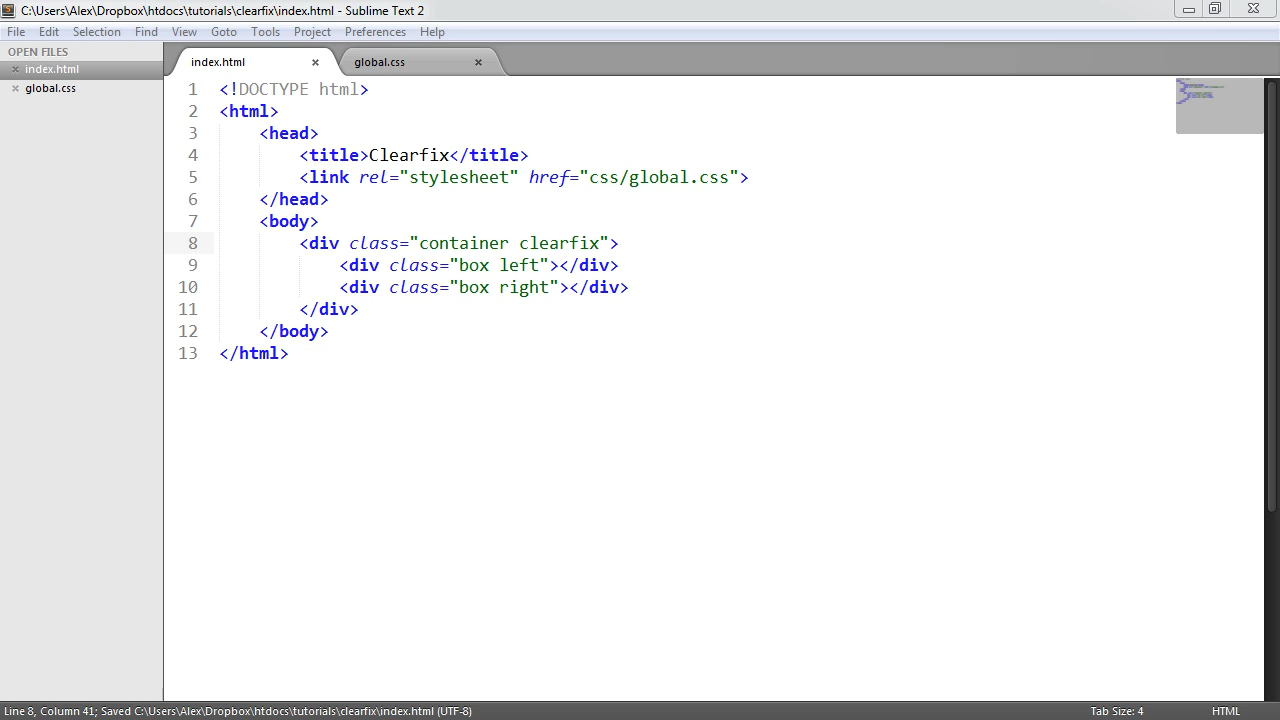 C:\Users\Alex\Dropbox\htdocs\tutorials\clearfix\index.html - Sublime Text 2
File Edit Selection Find View Goto Tools Project Preferences Help
OPEN FILES
index.html
global.css
index.html global.css
1 <!DOCTYPE html>
2 <html>
3 <head>
4 <title>Clearfix</title>
5 <link rel="stylesheet" href="css/global.css">
6 </head>
7 <body>
8 <div class="container clearfix">
9 <div class="box left"></div>
10 <div class="box right"></div>
11 </div>
12 </body>
13 </html>
Line 8, Column 41; Saved C:\Users\Alex\Dropbox\htdocs\tutorials\clearfix\index.html (UTF-8) Tab Size: 4 HTML